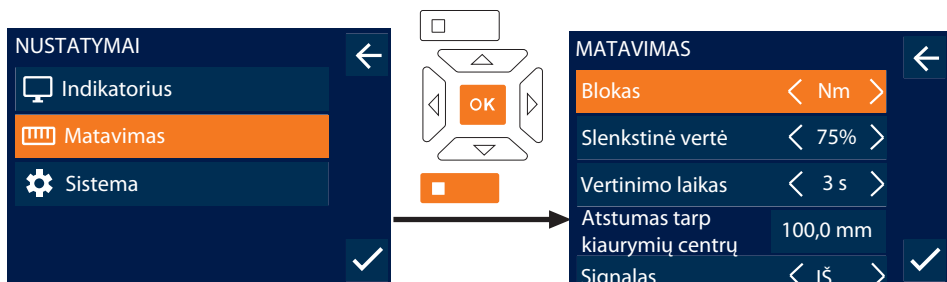 NUSTATYMAI
Indikatorius
Matavimas
Sistema
OK
MATAVIMAS
Blokas Nm
Slenkstinė vertė 75%
Vertinimo laikas 3 s
Atstumas tarp
kiaurymių centrų 100,0 mm
Signalas IŠ